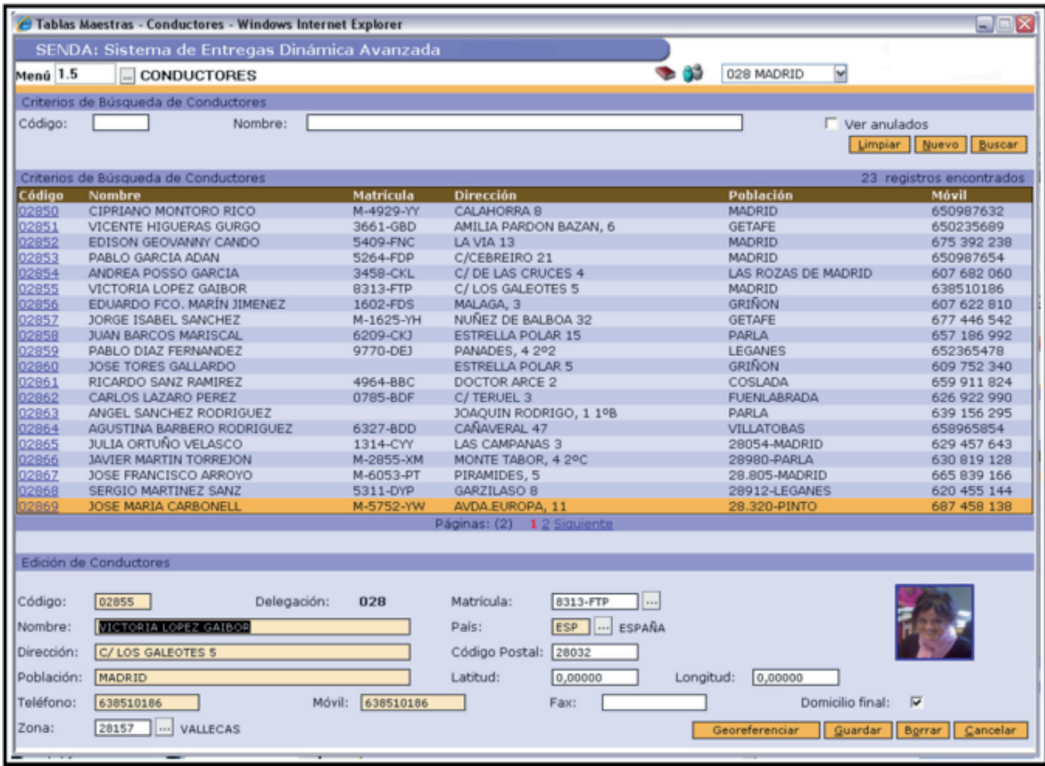 Tablas Maestras - Conductores - Windows Internet Explorer
SENDA: Sistema de Entregas Dinámica Avanzada
Menú 1.5 ... CONDUCTORES 028 MADRID
Criterios de Búsqueda de Conductores
Código: Nombre: Ver anulados
Limpiar Nuevo Buscar
Criterios de Búsqueda de Conductores 23 registros encontrados
Código Nombre Matrícula Dirección Población Móvil
02850 CIPRIANO MONTORO RICO M-4929-YY CALAHORRA 8 MADRID 650987632
02851 VICENTE HIGUERAS GURGO 3661-GBD AMILIA PARDON BAZAN, 6 GETAFE 650235689
02852 EDISON GEOVANNY CANDO 5409-FNC LA VIA 13 MADRID 675 392 238
02853 PABLO GARCIA ADAN 5264-FDP C/CEBREIRO 21 MADRID 650987654
02854 ANDREA POSSO GARCIA 3458-CKL C/ DE LAS CRUCES 4 LAS ROZAS DE MADRID 607 682 060
02855 VICTORIA LOPEZ GAIBOR 8313-FTP C/ LOS GALEOTES 5 MADRID 638510186
02856 EDUARDO FCO. MARÍN JIMENEZ 1602-FDS MALAGA, 3 GRIÑON 607 622 810
02857 JORGE ISABEL SANCHEZ M-1625-YH NUÑEZ DE BALBOA 32 GETAFE 677 446 542
02858 JUAN BARCOS MARISCAL 6209-CKJ ESTRELLA POLAR 15 PARLA 657 186 992
02859 PABLO DIAZ FERNANDEZ 9770-DEJ PANADES, 4 2º2 LEGANES 652365478
02860 JOSE TORES GALLARDO ESTRELLA POLAR 5 GRIÑON 609 752 340
02861 RICARDO SANZ RAMIREZ 4964-BBC DOCTOR ARCE 2 COSLADA 659 911 824
02862 CARLOS LAZARO PEREZ 0785-BDF C/ TERUEL 3 FUENLABRADA 626 922 990
02863 ANGEL SANCHEZ RODRIGUEZ JOAQUIN RODRIGO, 1 1ºB PARLA 639 156 295
02864 AGUSTINA BARBERO RODRIGUEZ 6327-BDD CAÑAVERAL 47 VILLATOBAS 658965854
02865 JULIA ORTUÑO VELASCO 1314-CYY LAS CAMPANAS 3 28054-MADRID 629 457 643
02866 JAVIER MARTIN TORREJON M-2855-XM MONTE TABOR, 4 2ºC 28980-PARLA 630 819 128
02867 JOSE FRANCISCO ARROYO M-6053-PT PIRAMIDES, 5 28.805-MADRID 665 839 166
02868 SERGIO MARTINEZ SANZ 5311-DYP GARZILASO 8 28912-LEGANES 620 455 144
02869 JOSE MARIA CARBONELL M-5752-YW AVDA.EUROPA, 11 28.320-PINTO 687 458 138
Páginas: (2) 1 2 Siguiente
Edición de Conductores
Código: 02855 Delegación: 028 Matrícula: 8313-FTP ...
Nombre: VICTORIA LOPEZ GAIBOR País: ESP ... ESPAÑA
Dirección: C/ LOS GALEOTES 5 Código Postal: 28032
Población: MADRID Latitud: 0,00000 Longitud: 0,00000
Teléfono: 638510186 Móvil: 638510186 Fax: Domicilio final:
Zona: 28157 ... VALLECAS Georeferenciar Guardar Borrar Cancelar